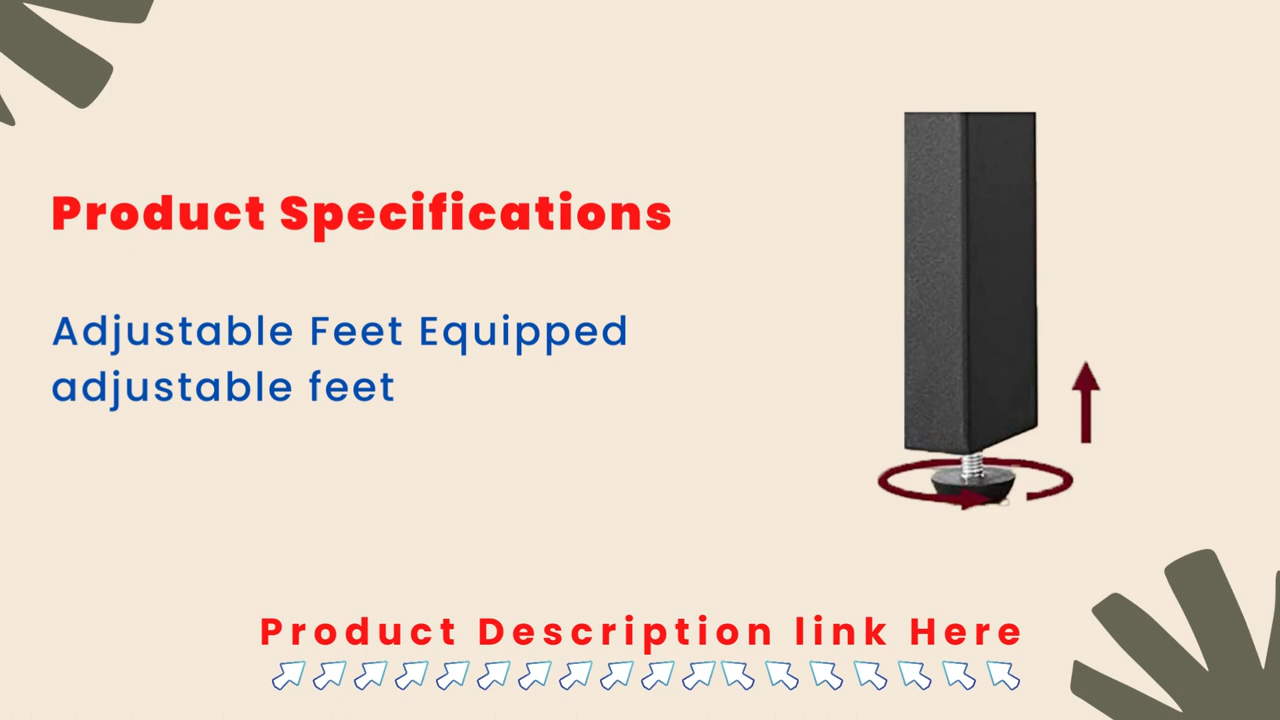 Product Specifications
Adjustable Feet Equipped
adjustable feet
Product Description link Here